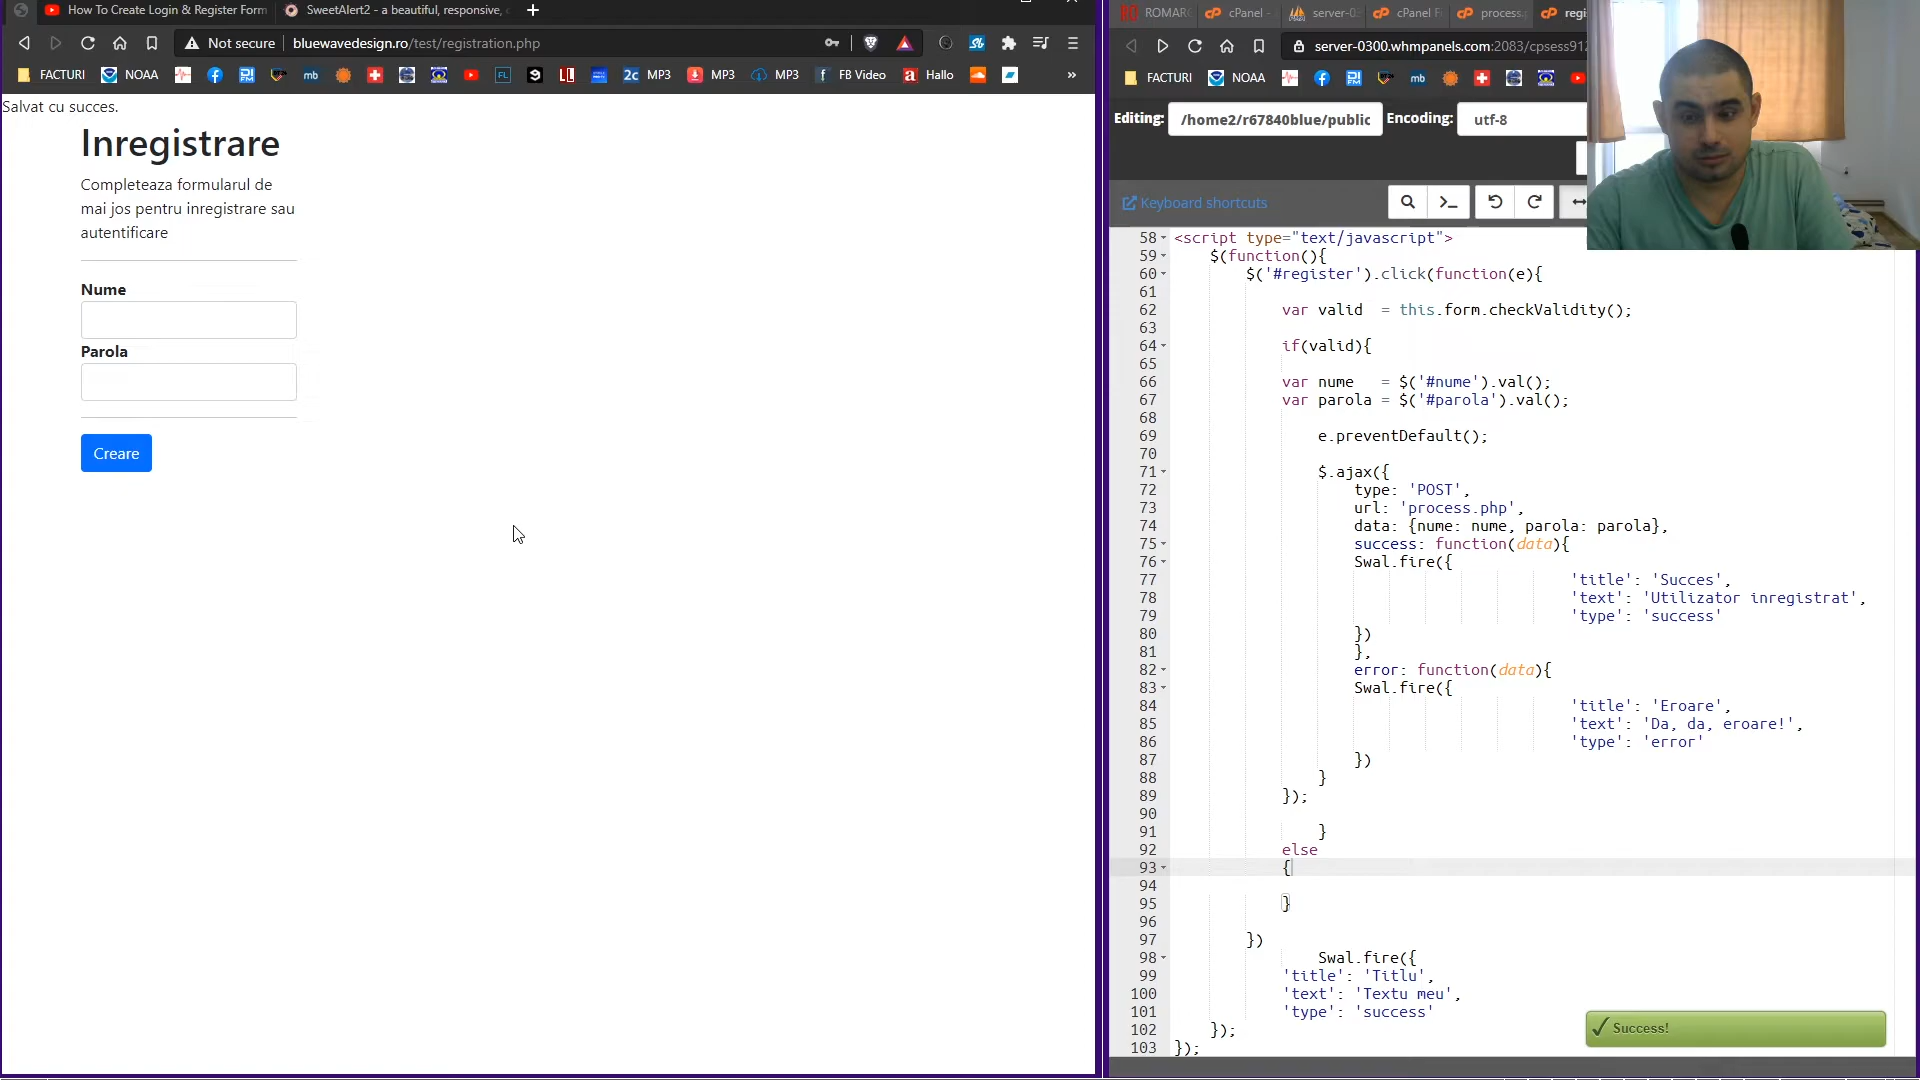 How To Create Login & Register Form
SweetAlert2 - a beautiful, responsive,
Not secure
bluewavedesign.ro/test/registration.php
FACTURI
NOAA
mb
FL
2c MP3
MP3
MP3
FB Video
Hallo
»
Salvat cu succes.
Inregistrare
Completeaza formularul de
mai jos pentru inregistrare sau
autentificare
Nume
Parola
Creare
ROMAR
cPanel -
server-03
cPanel F
process.p
regi
server-0300.whmpanels.com:2083/cpsess912
FACTURI
NOAA
mb
Editing:
/home2/r67840blue/public
Encoding:
utf-8
Keyboard shortcuts
58 <script type="text/javascript">
59 $(function(){
60 $('#register').click(function(e){
61
62 var valid  = this.form.checkValidity();
63
64 if(valid){
65
66 var nume   = $('#nume').val();
67 var parola = $('#parola').val();
68
69 e.preventDefault();
70
71 $.ajax({
72 type: 'POST',
73 url: 'process.php',
74 data: {nume: nume, parola: parola},
75 success: function(data){
76 Swal.fire({
77 'title': 'Succes',
78 'text': 'Utilizator inregistrat',
79 'type': 'success'
80 })
81 },
82 error: function(data){
83 Swal.fire({
84 'title': 'Eroare',
85 'text': 'Da, da, eroare!',
86 'type': 'error'
87 })
88 }
89 });
90
91 }
92 else
93 {
94
95 }
96
97 })
98 Swal.fire({
99 'title': 'Titlu',
100 'text': 'Textu meu',
101 'type': 'success'
102 });
103 });
Success!